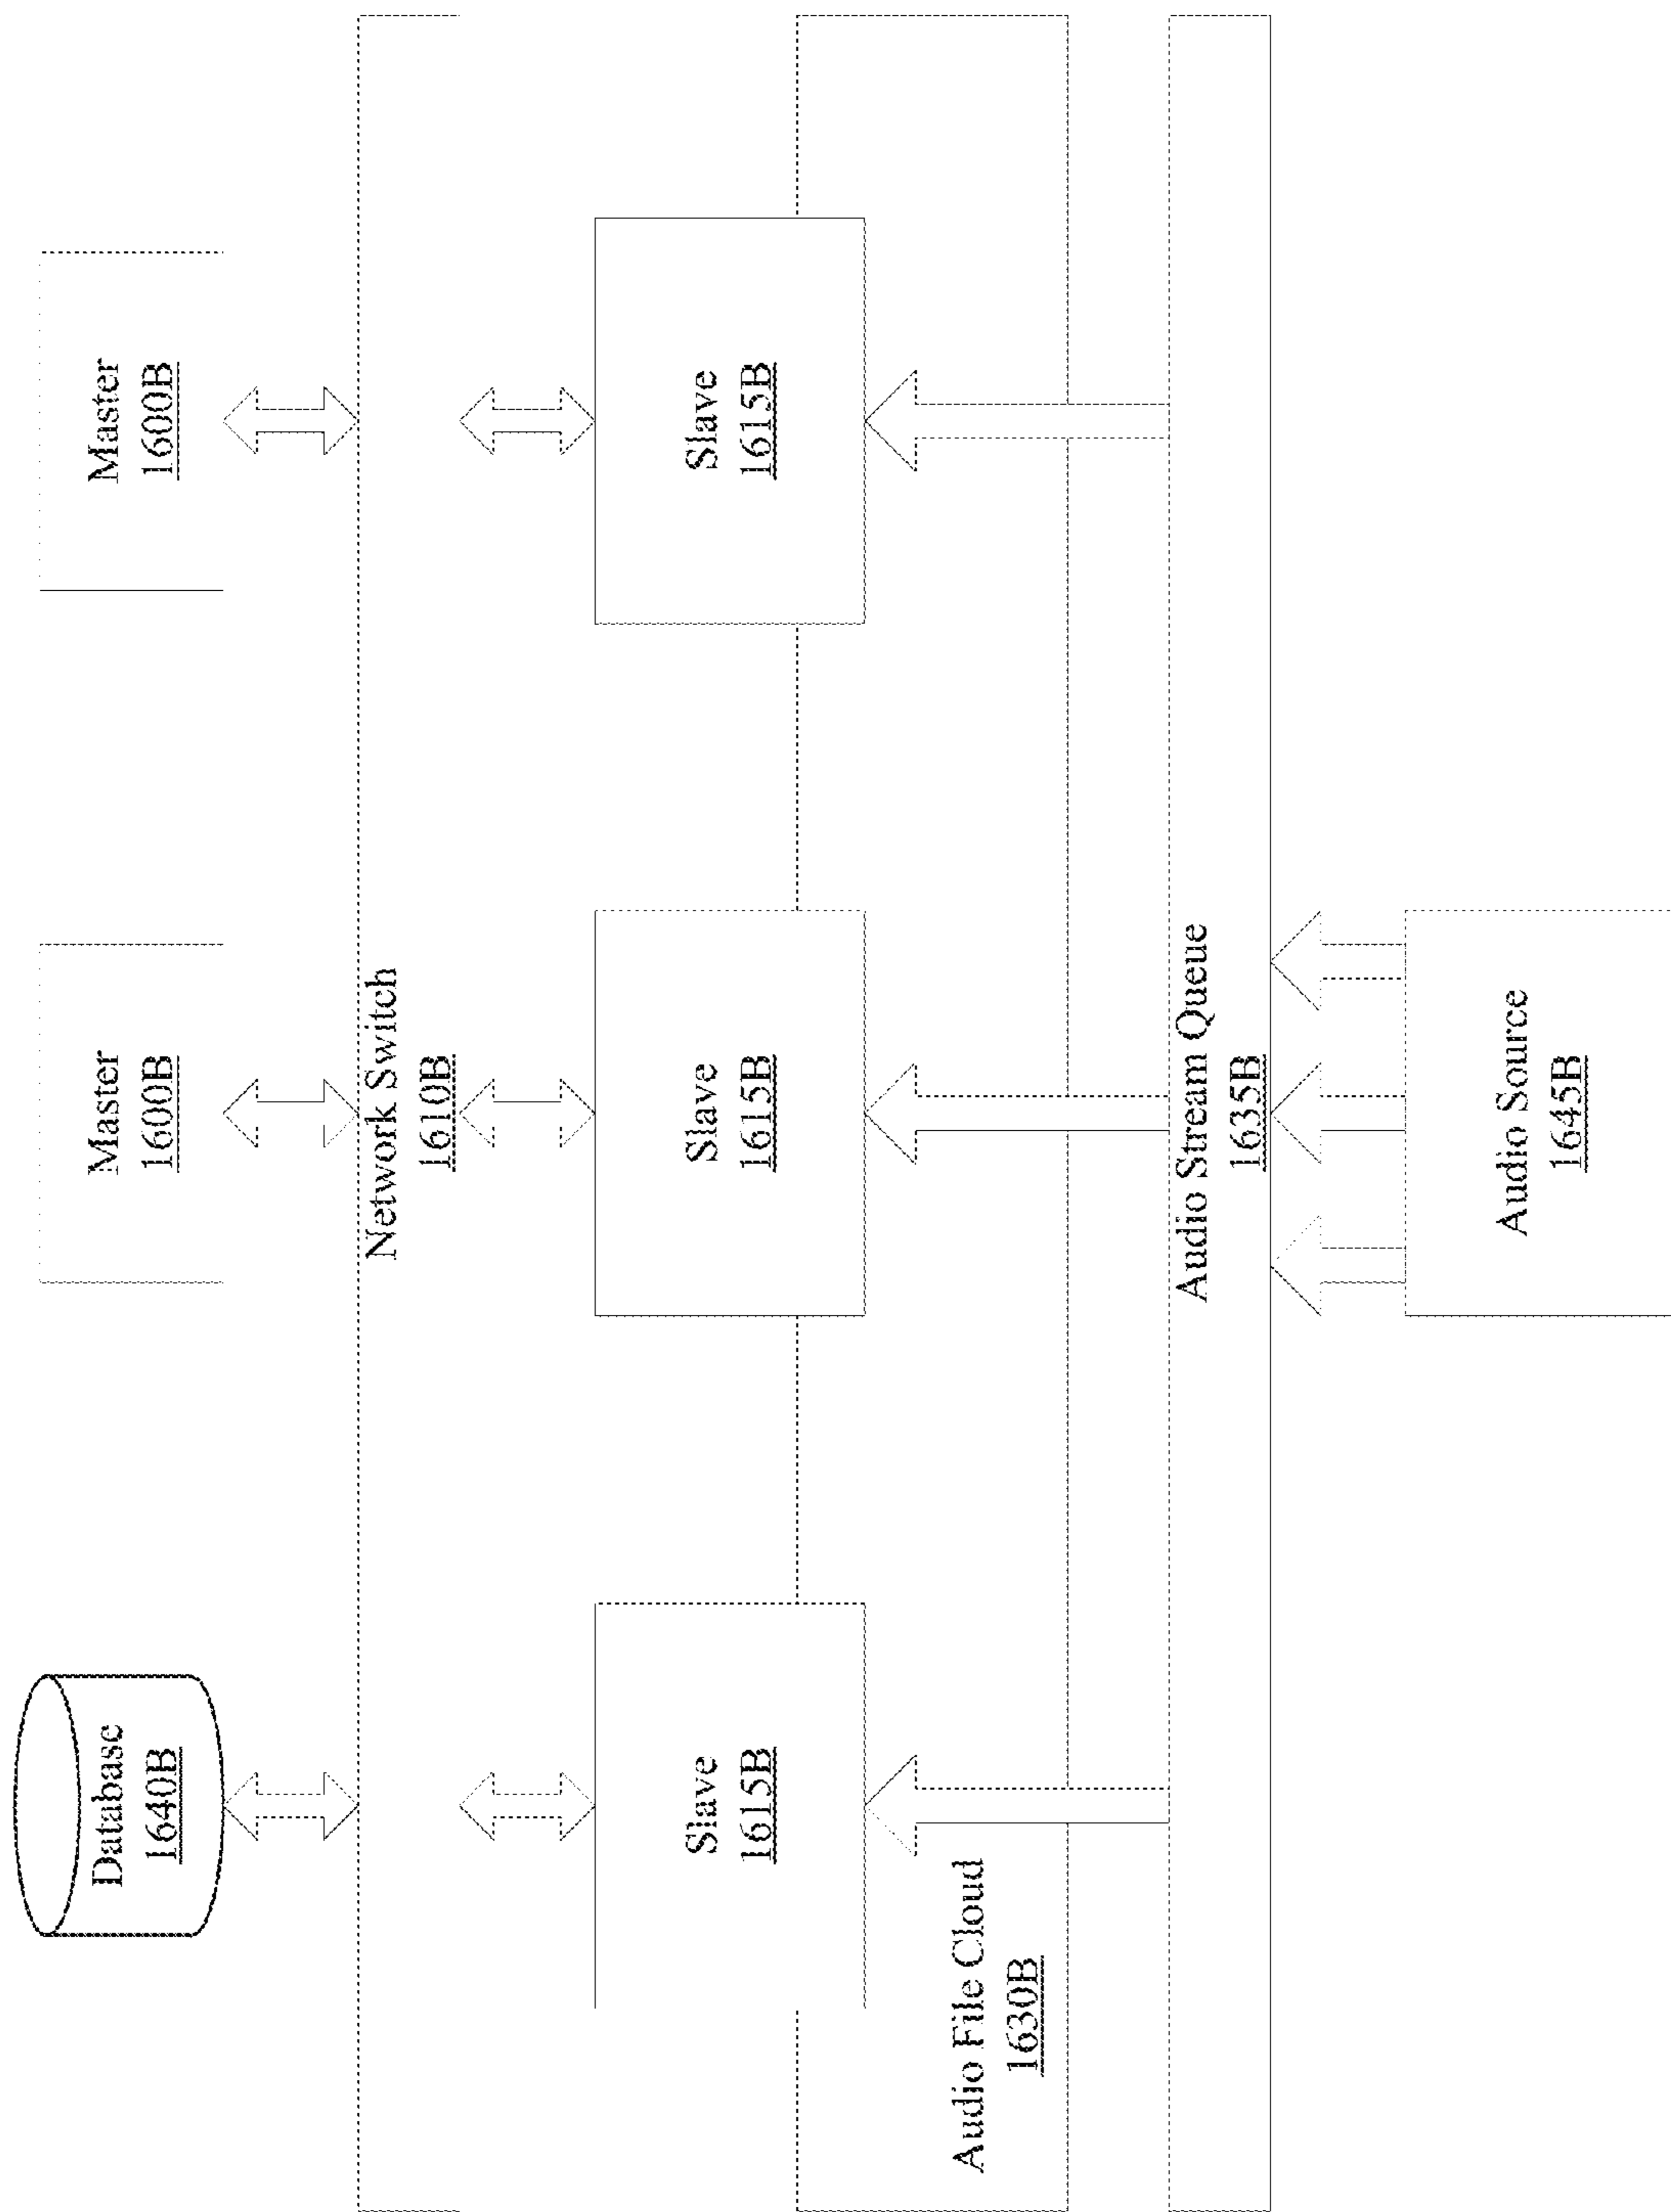 Database
1640B
Master
1600B
Master
1600B
Network Switch
1610B
Slave
1615B
Slave
1615B
Slave
1615B
Audio File Cloud
1630B
Audio Stream Queue
1635B
Audio Source
1645B